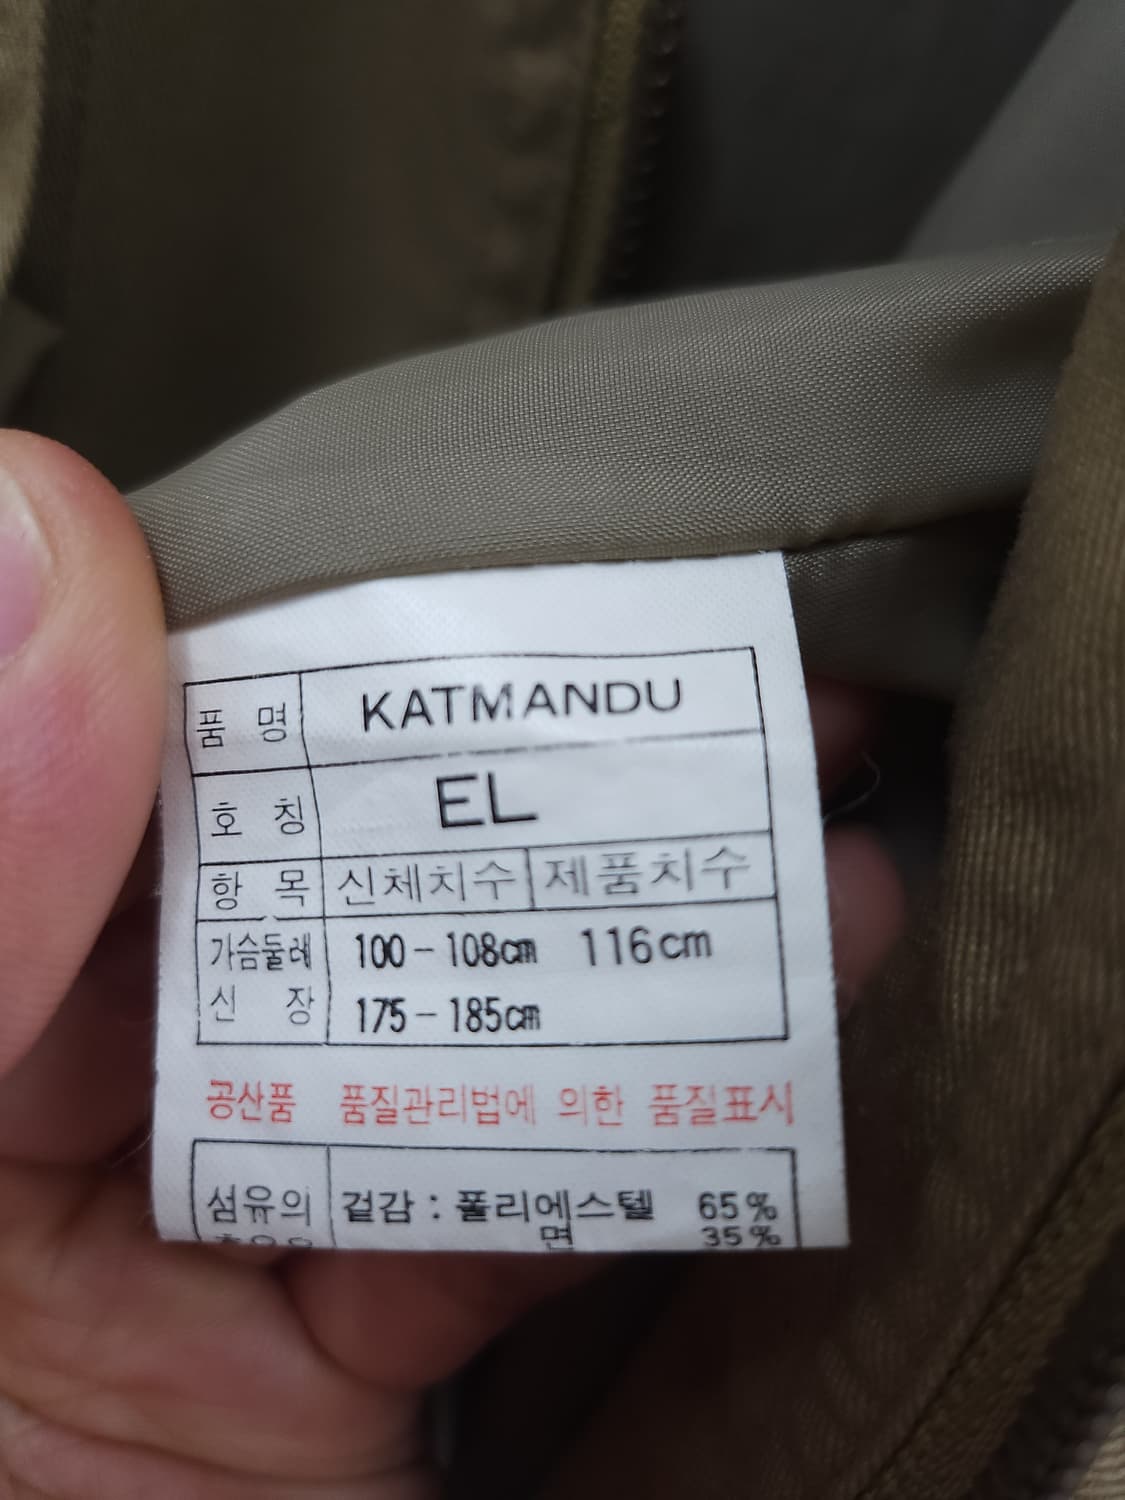 품 명 KATMANDU
호 칭 EL
항 목 신체치수 제품치수
가슴둘레 100-108cm 116cm
신 장 175-185cm
공산품 품질관리법에 의한 품질표시
섬유의 겉감 : 폴리에스텔 65%
면 35%